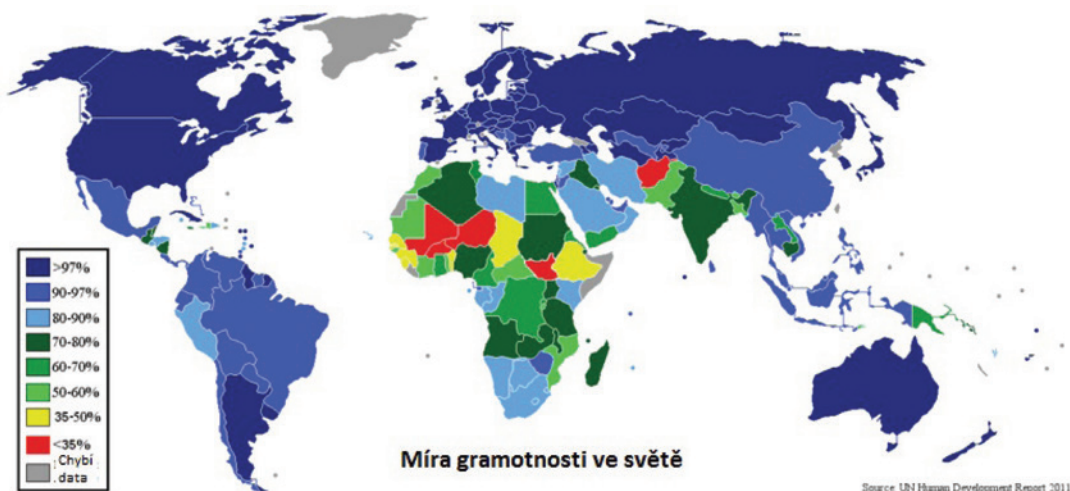 >97%
90-97%
80-90%
70-80%
60-70%
50-60%
35-50%
<35%
Chybí
data
Míra gramotnosti ve světě
Source: UN Human Development Report 2011